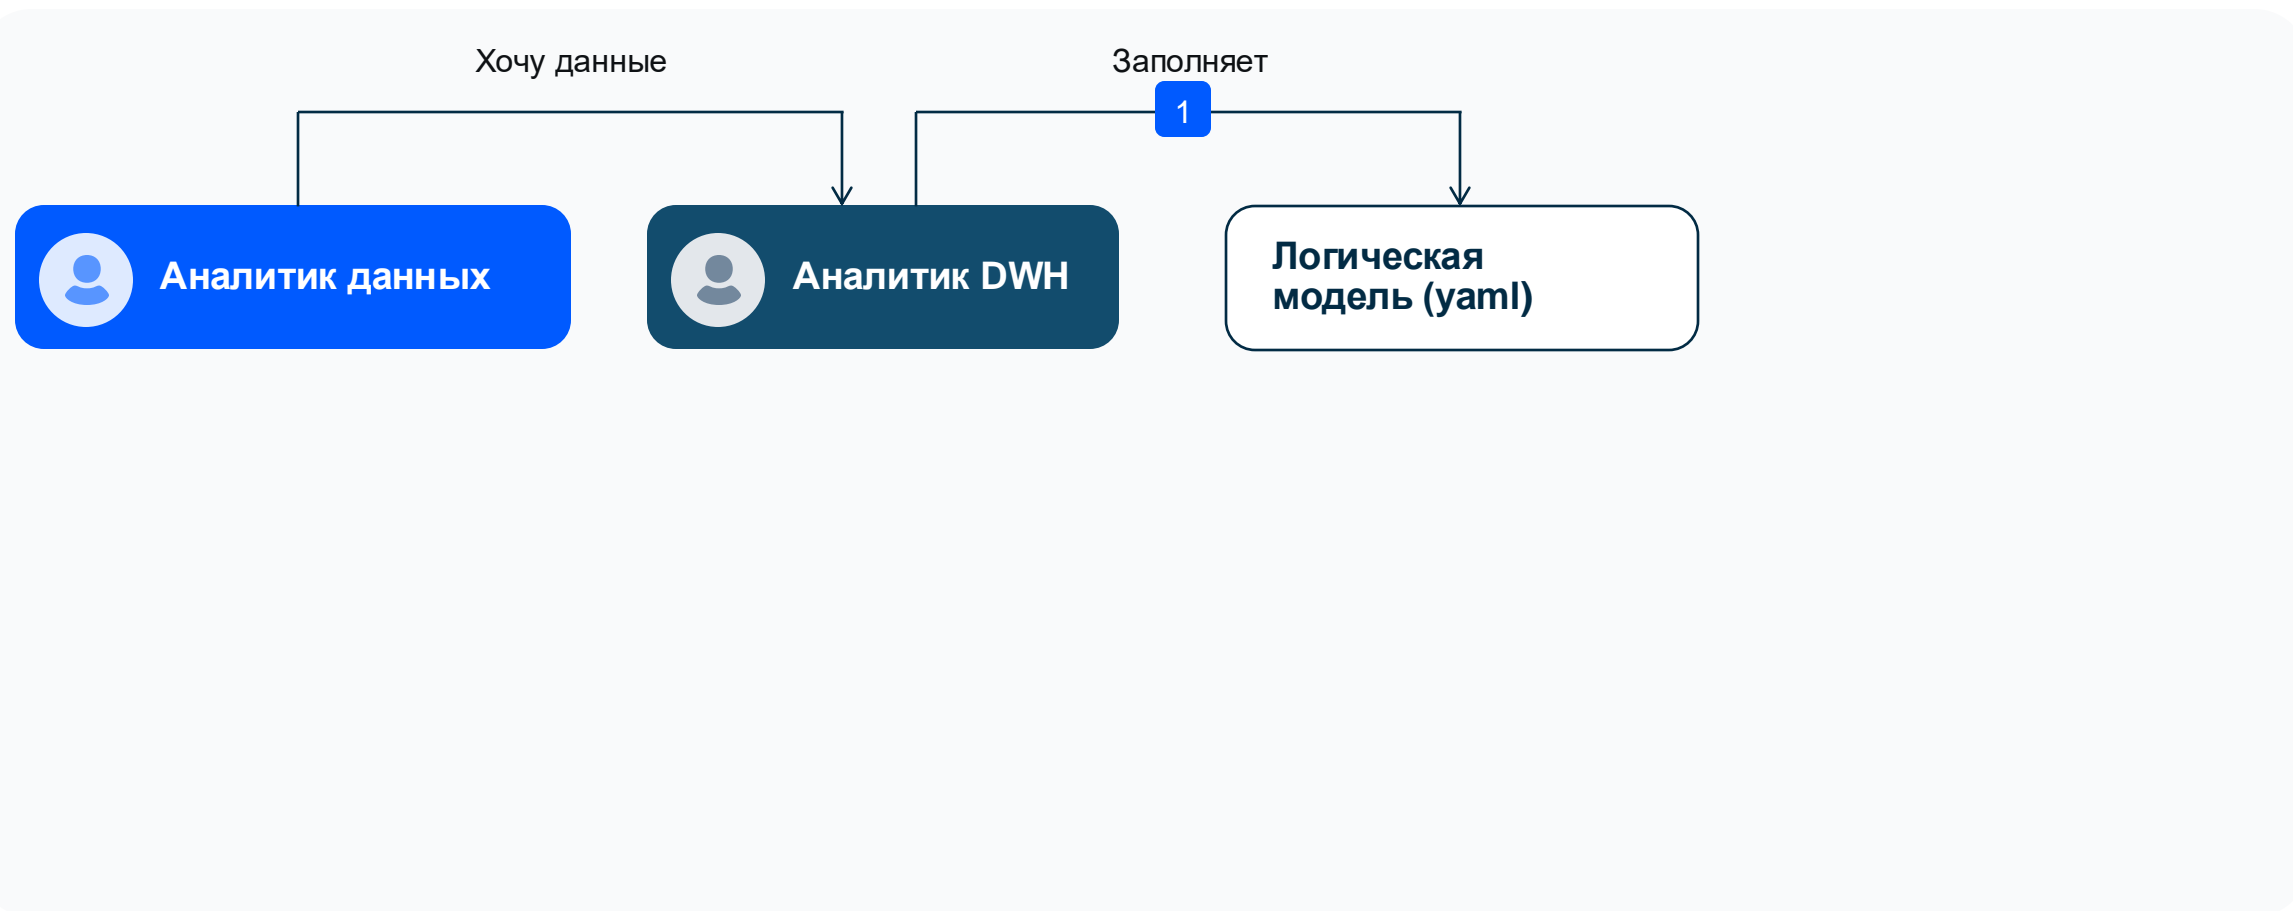 Хочу данные
Заполняет
1
Аналитик данных
Аналитик DWH
Логическая
модель (yaml)